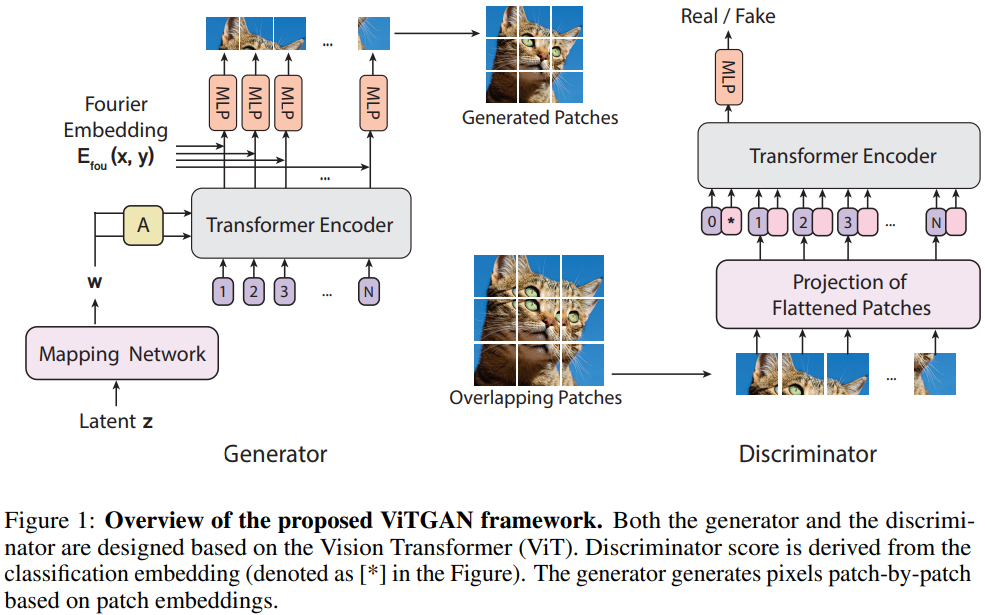 Real / Fake
MLP
MLP
MLP
MLP
MLP
...
Generated Patches
Fourier
Embedding
E_fou (x, y)
...
Transformer Encoder
A
Transformer Encoder
0 * 1 2 3 ... N
w
1 2 3 ... N
Projection of
Flattened Patches
Mapping Network
Overlapping Patches
...
Latent z
Generator
Discriminator
Figure 1: Overview of the proposed ViTGAN framework. Both the generator and the discrimi-
nator are designed based on the Vision Transformer (ViT). Discriminator score is derived from the
classification embedding (denoted as [*] in the Figure). The generator generates pixels patch-by-patch
based on patch embeddings.